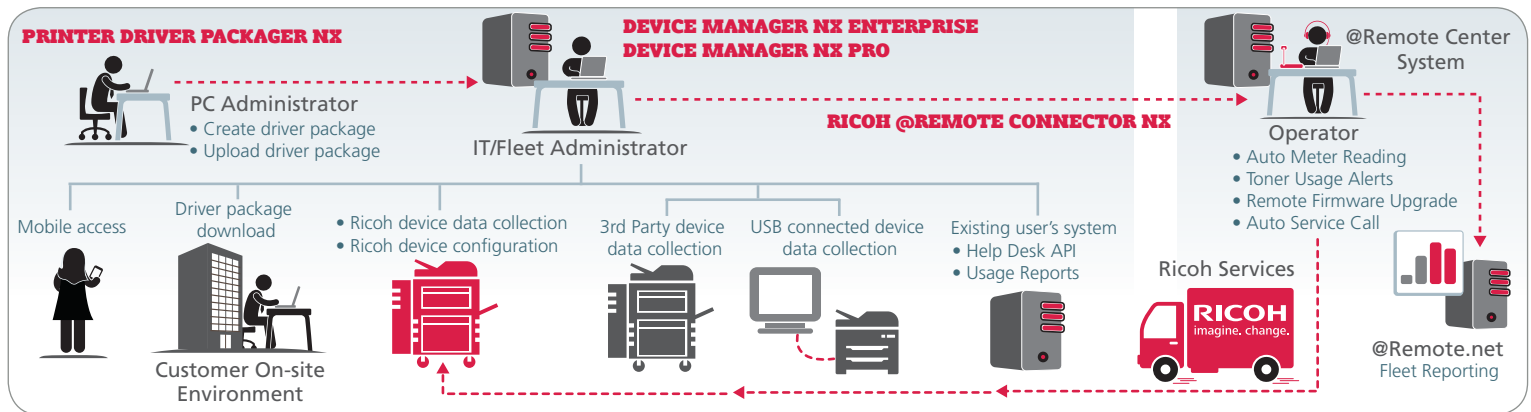 PRINTER DRIVER PACKAGER NX
DEVICE MANAGER NX ENTERPRISE
DEVICE MANAGER NX PRO
@Remote Center
System
PC Administrator
• Create driver package
• Upload driver package
IT/Fleet Administrator
RICOH @REMOTE CONNECTOR NX
Operator
• Auto Meter Reading
• Toner Usage Alerts
• Remote Firmware Upgrade
• Auto Service Call
Mobile access
Driver package
download
• Ricoh device data collection
• Ricoh device configuration
3rd Party device
data collection
USB connected device
data collection
Existing user's system
• Help Desk API
• Usage Reports
Ricoh Services
RICOH
imagine. change.
Customer On-site
Environment
@Remote.net
Fleet Reporting